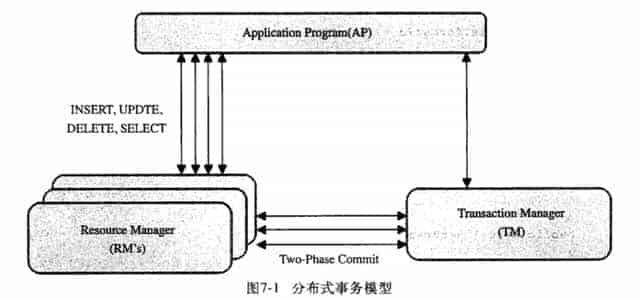 Application Program(AP)
INSERT, UPDTE,
DELETE, SELECT
Resource Manager
(RM's)
Transaction Manager
(TM)
Two-Phase Commit
图7-1 分布式事务模型